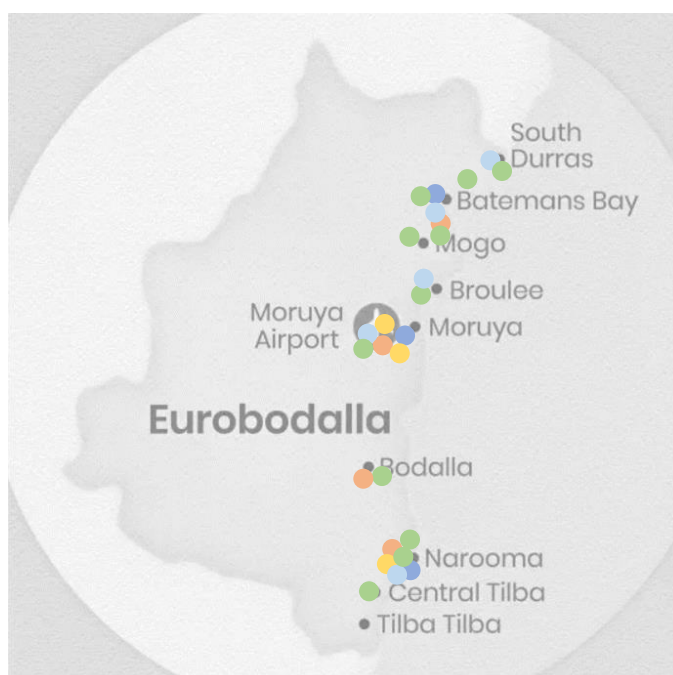 South
Durras
Batemans Bay
Mogo
Broulee
Moruya
Airport
Moruya
Eurobodalla
Bodalla
Narooma
Central Tilba
Tilba Tilba